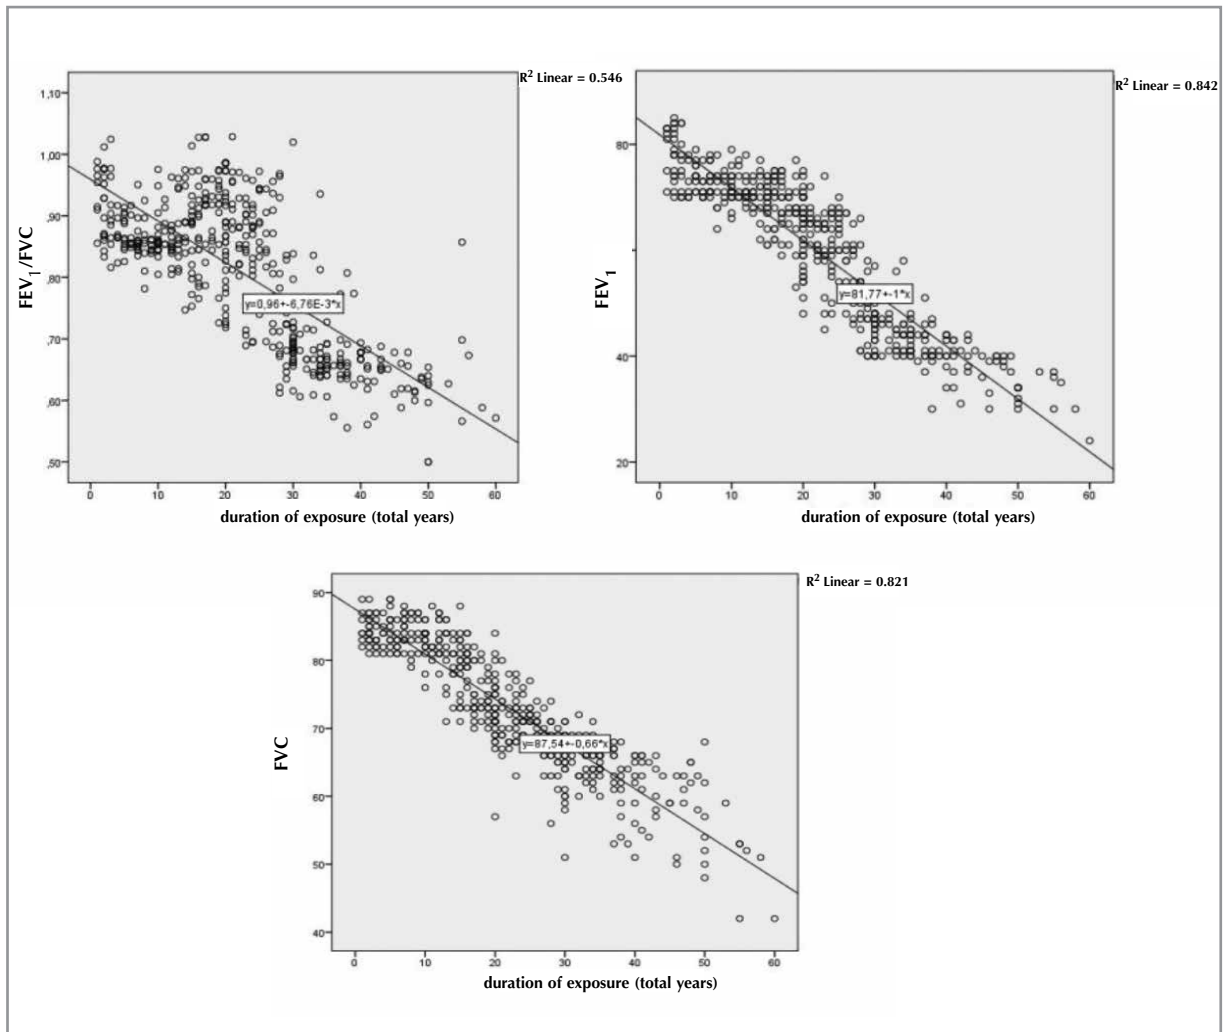 R² Linear = 0.546
1,10
1,00
,90
,80
,70
,60
,50
FEV₁/FVC
y=0,96+-6,76E-3*x
0 10 20 30 40 50 60
duration of exposure (total years)
R² Linear = 0.842
80
40
20
FEV₁
y=81,77+-1*x
0 10 20 30 40 50 60
duration of exposure (total years)
R² Linear = 0.821
90
80
70
60
50
40
FVC
y=87,54+-0,66*x
0 10 20 30 40 50 60
duration of exposure (total years)